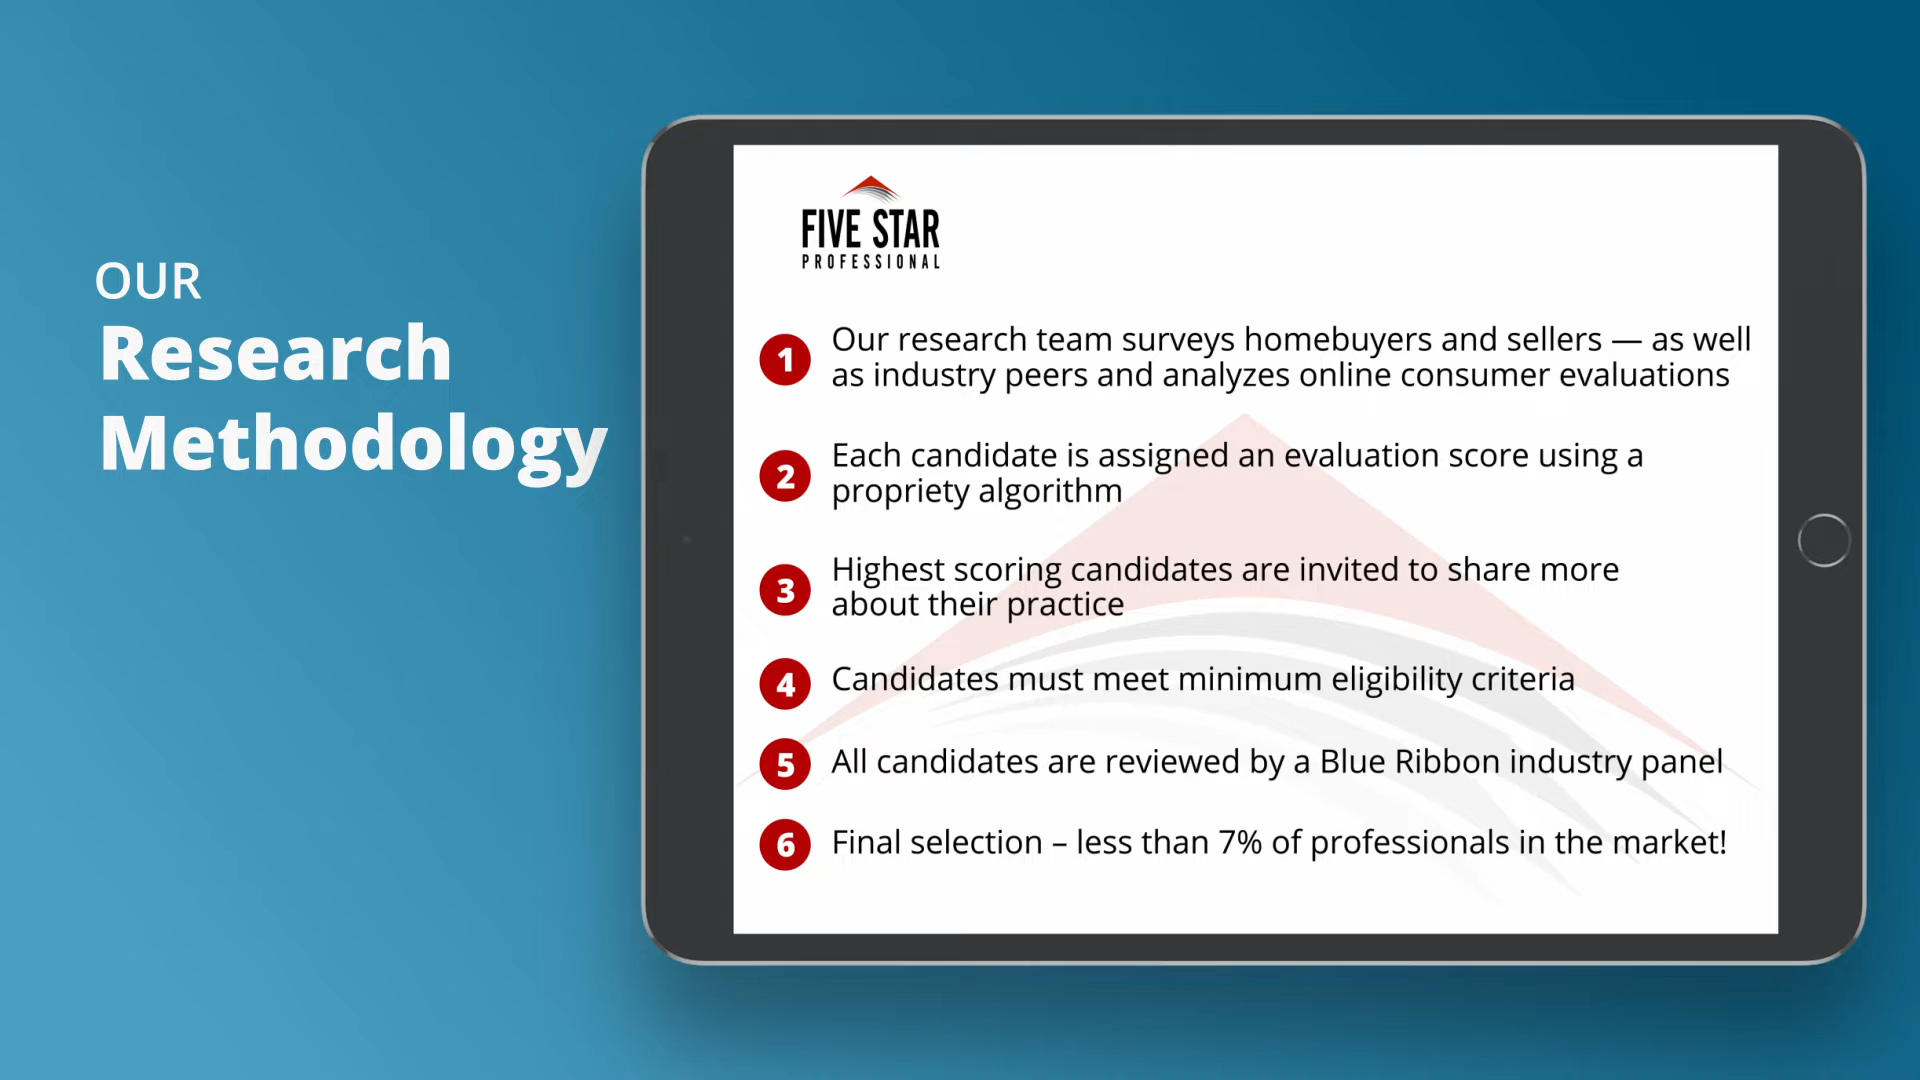 OUR
Research
Methodology
FIVE STAR
PROFESSIONAL
1 Our research team surveys homebuyers and sellers — as well
as industry peers and analyzes online consumer evaluations
2 Each candidate is assigned an evaluation score using a
propriety algorithm
3 Highest scoring candidates are invited to share more
about their practice
4 Candidates must meet minimum eligibility criteria
5 All candidates are reviewed by a Blue Ribbon industry panel
6 Final selection – less than 7% of professionals in the market!